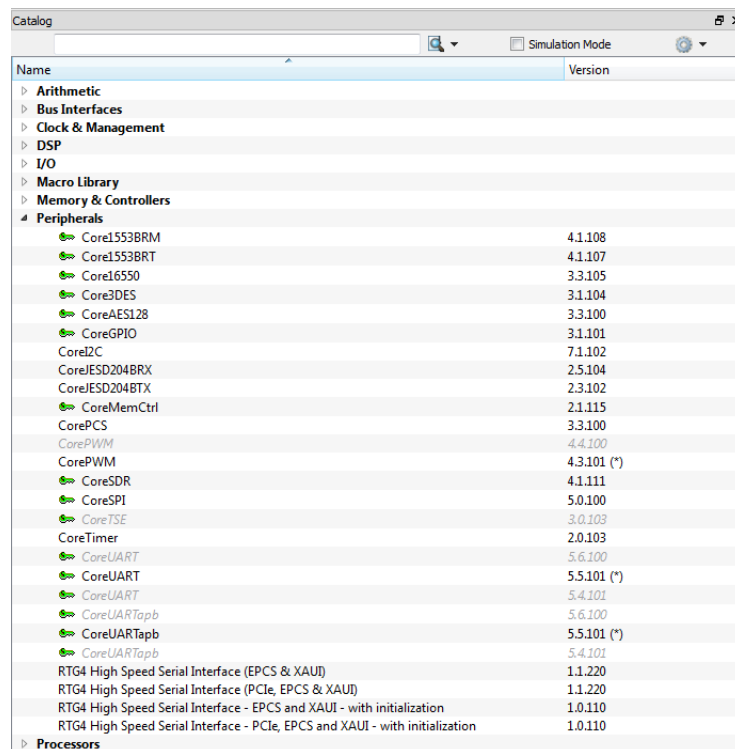 Catalog
Simulation Mode
Name Version
Arithmetic
Bus Interfaces
Clock & Management
DSP
I/O
Macro Library
Memory & Controllers
Peripherals
Core1553BRM 4.1.108
Core1553BRT 4.1.107
Core16550 3.3.105
Core3DES 3.1.104
CoreAES128 3.3.100
CoreGPIO 3.1.101
CoreI2C 7.1.102
CoreJESD204BRX 2.5.104
CoreJESD204BTX 2.3.102
CoreMemCtrl 2.1.115
CorePCS 3.3.100
CorePWM 4.4.100
CorePWM 4.3.101 (*)
CoreSDR 4.1.111
CoreSPI 5.0.100
CoreTSE 3.0.103
CoreTimer 2.0.103
CoreUART 5.6.100
CoreUART 5.5.101 (*)
CoreUART 5.4.101
CoreUARTapb 5.6.100
CoreUARTapb 5.5.101 (*)
CoreUARTapb 5.4.101
RTG4 High Speed Serial Interface (EPCS & XAUI) 1.1.220
RTG4 High Speed Serial Interface (PCIe, EPCS & XAUI) 1.1.220
RTG4 High Speed Serial Interface - EPCS and XAUI - with initialization 1.0.110
RTG4 High Speed Serial Interface - PCIe, EPCS and XAUI - with initialization 1.0.110
Processors